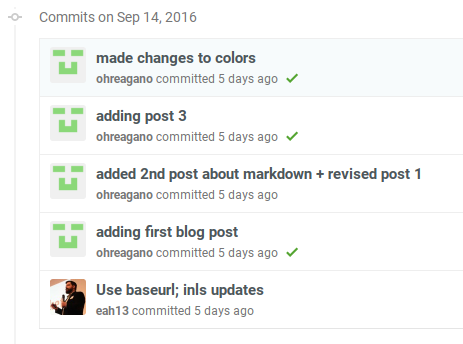 Commits on Sep 14, 2016
made changes to colors
ohreagano committed 5 days ago
adding post 3
ohreagano committed 5 days ago
added 2nd post about markdown + revised post 1
ohreagano committed 5 days ago
adding first blog post
ohreagano committed 5 days ago
Use baseurl; inls updates
eah13 committed 5 days ago